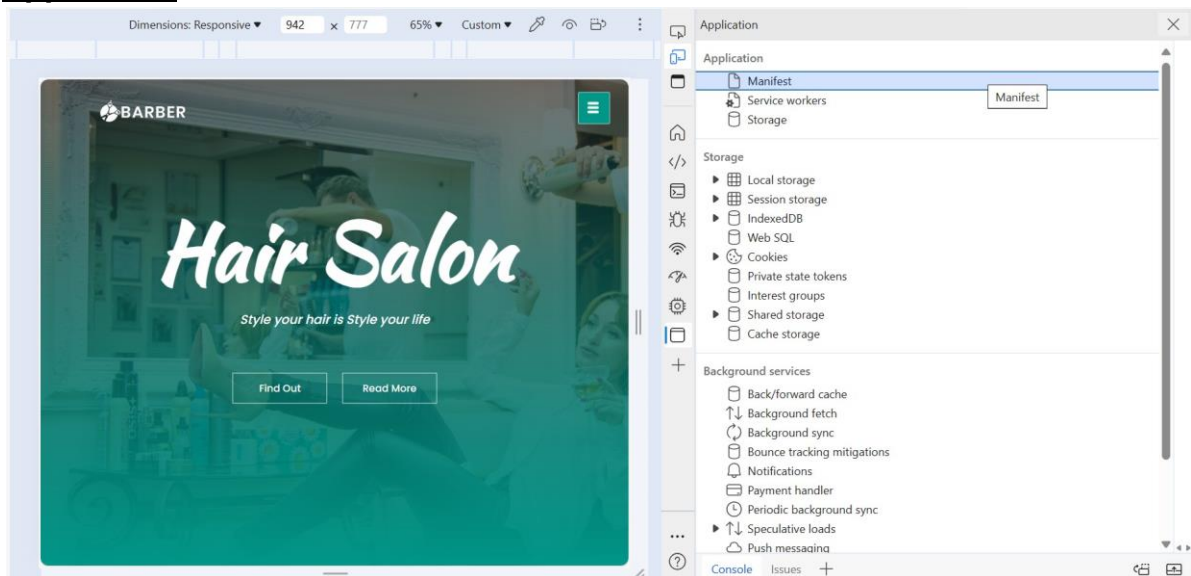 Dimensions: Responsive
942 x 777
65%
Custom
BARBER
Hair Salon
Style your hair is Style your life
Find Out
Read More
Application
Application
Manifest
Service workers
Manifest
Storage
Storage
Local storage
Session storage
IndexedDB
Web SQL
Cookies
Private state tokens
Interest groups
Shared storage
Cache storage
Background services
Back/forward cache
Background fetch
Background sync
Bounce tracking mitigations
Notifications
Payment handler
Periodic background sync
Speculative loads
Push messaging
Console Issues